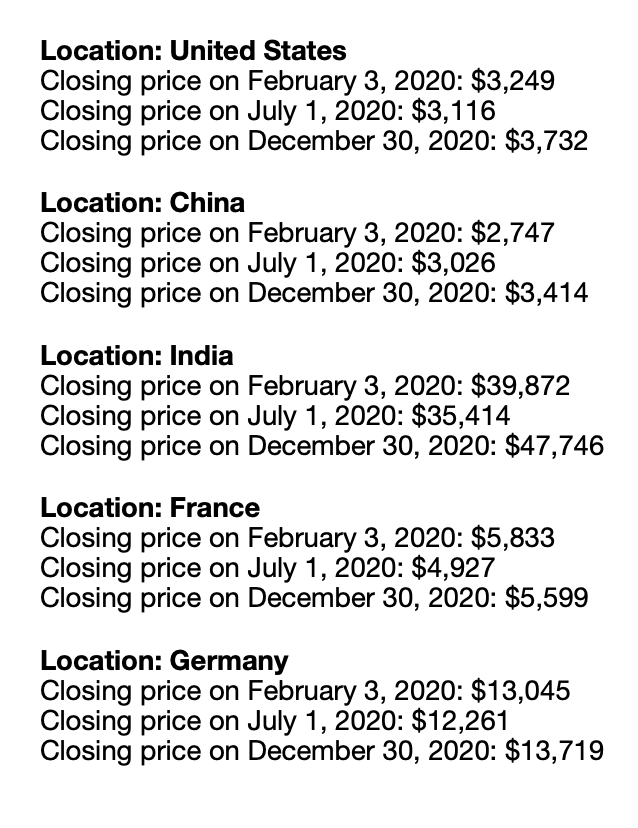 Location: United States
Closing price on February 3, 2020: $3,249
Closing price on July 1, 2020: $3,116
Closing price on December 30, 2020: $3,732
Location: China
Closing price on February 3, 2020: $2,747
Closing price on July 1, 2020: $3,026
Closing price on December 30, 2020: $3,414
Location: India
Closing price on February 3, 2020: $39,872
Closing price on July 1, 2020: $35,414
Closing price on December 30, 2020: $47,746
Location: France
Closing price on February 3, 2020: $5,833
Closing price on July 1, 2020: $4,927
Closing price on December 30, 2020: $5,599
Location: Germany
Closing price on February 3, 2020: $13,045
Closing price on July 1, 2020: $12,261
Closing price on December 30, 2020: $13,719